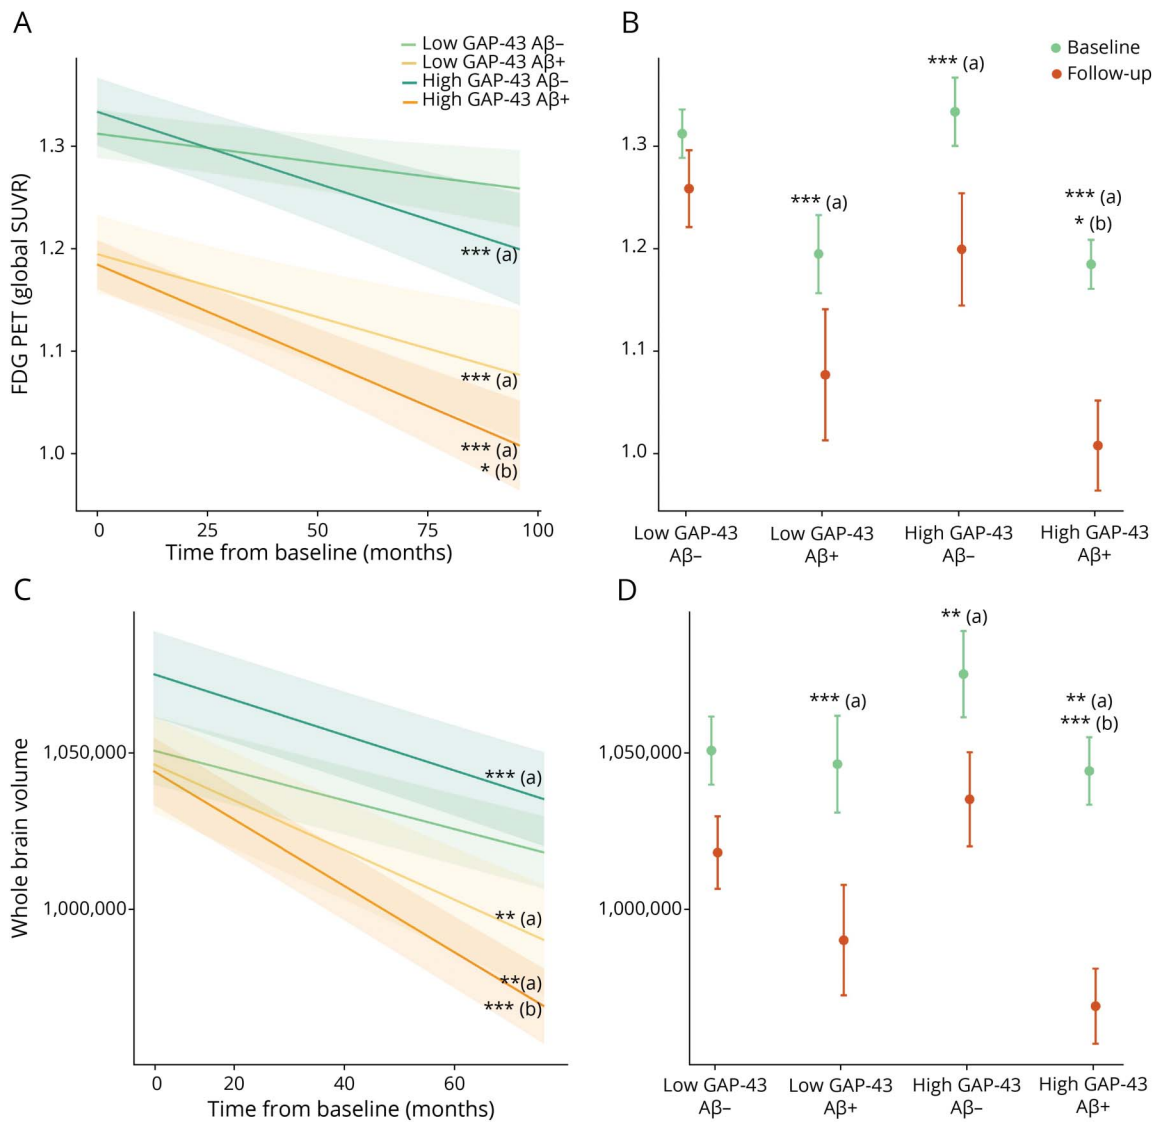 A
Low GAP-43 Aβ–
Low GAP-43 Aβ+
High GAP-43 Aβ–
High GAP-43 Aβ+
FDG PET (global SUVR)
1.3
1.2
1.1
1.0
*** (a)
*** (a)
*** (a)
* (b)
0
25
50
75
100
Time from baseline (months)
B
Baseline
Follow-up
1.3
1.2
1.1
1.0
*** (a)
*** (a)
*** (a)
* (b)
Low GAP-43
Aβ–
Low GAP-43
Aβ+
High GAP-43
Aβ–
High GAP-43
Aβ+
C
Whole brain volume
1,050,000
1,000,000
*** (a)
** (a)
**(a)
*** (b)
0
20
40
60
Time from baseline (months)
D
1,050,000
1,000,000
*** (a)
** (a)
** (a)
*** (b)
Low GAP-43
Aβ–
Low GAP-43
Aβ+
High GAP-43
Aβ–
High GAP-43
Aβ+